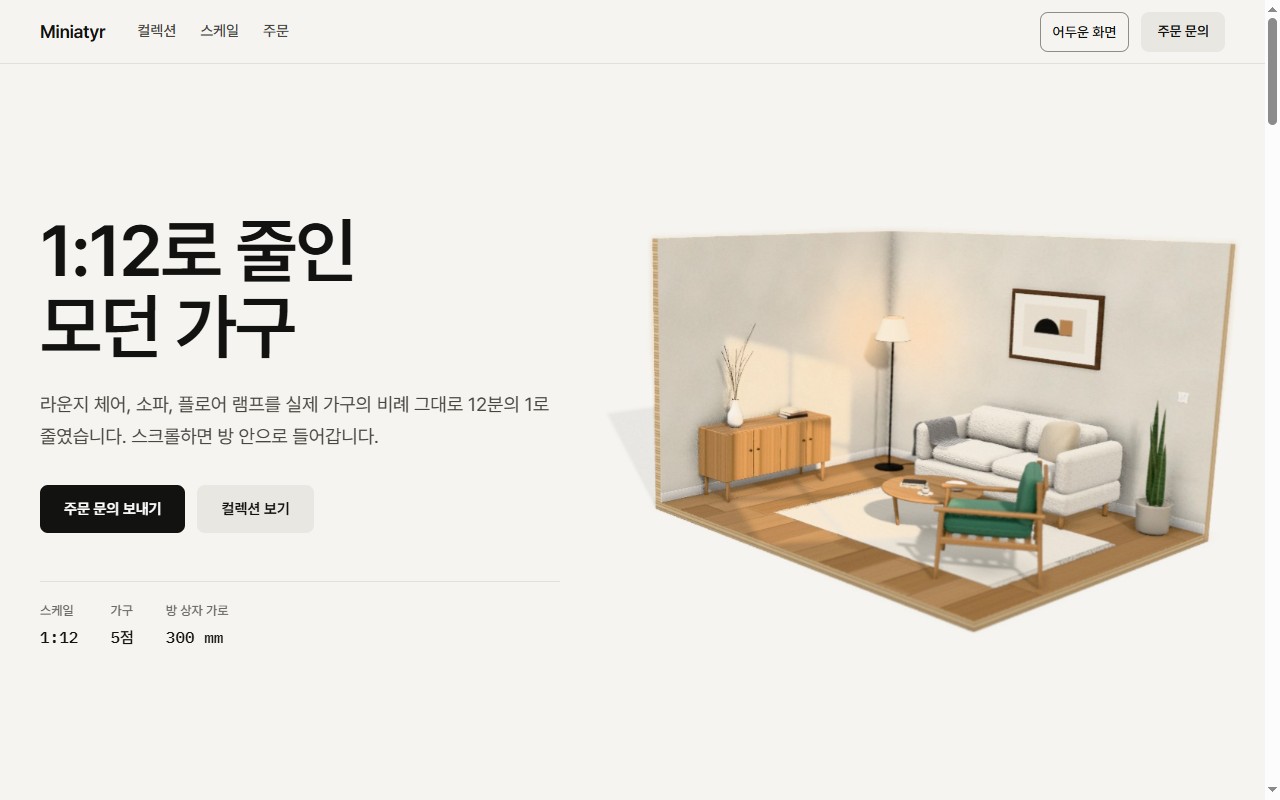 Miniatyr
컬렉션
스케일
주문
어두운 화면
주문 문의
1:12로 줄인
모던 가구
라운지 체어, 소파, 플로어 램프를 실제 가구의 비례 그대로 12분의 1로
줄였습니다. 스크롤하면 방 안으로 들어갑니다.
주문 문의 보내기
컬렉션 보기
스케일
1:12
가구
5점
방 상자 가로
300 mm